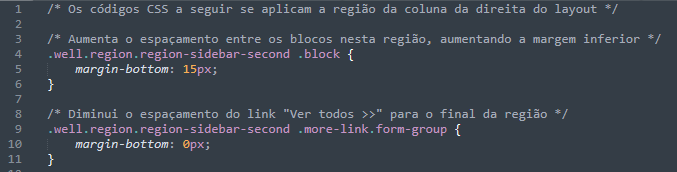 1 /* Os códigos CSS a seguir se aplicam a região da coluna da direita do layout */
2
3 /* Aumenta o espaçamento entre os blocos nesta região, aumentando a margem inferior */
4 .well.region.region-sidebar-second .block {
5     margin-bottom: 15px;
6 }
7
8 /* Diminui o espaçamento do link "Ver todos >>" para o final da região */
9 .well.region.region-sidebar-second .more-link.form-group {
10     margin-bottom: 0px;
11 }